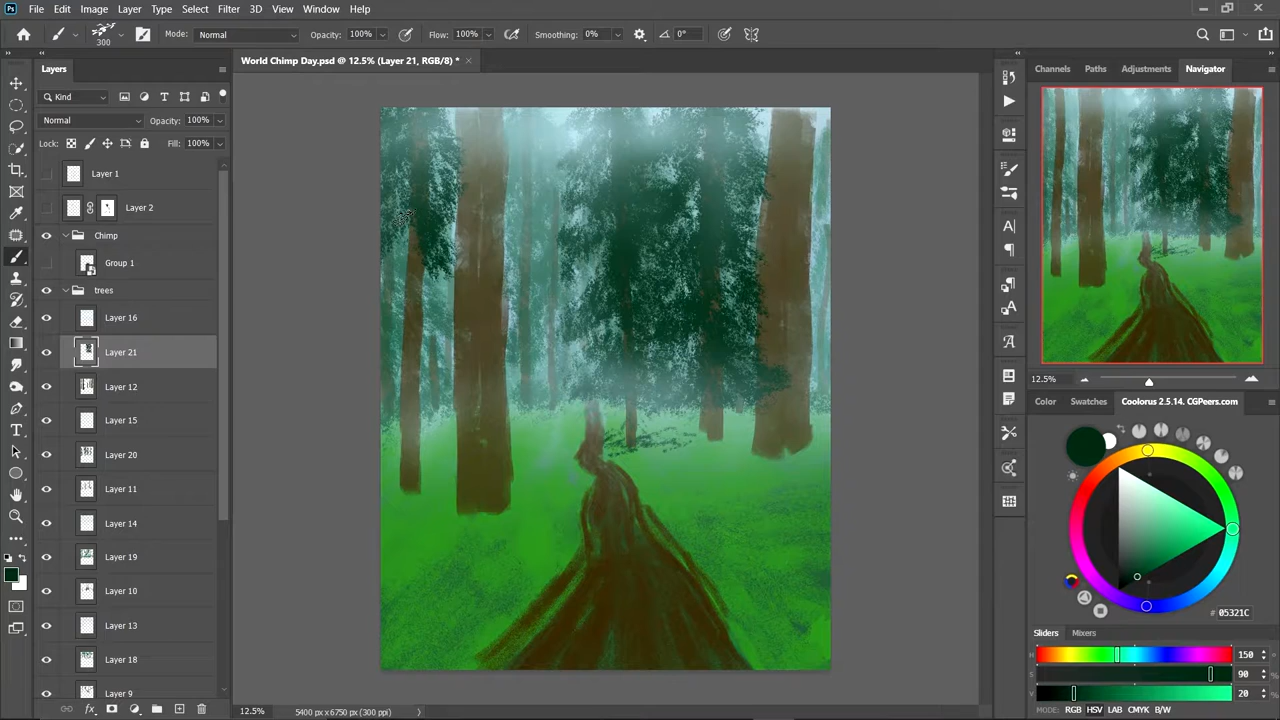 Ps File Edit Image Layer Type Select Filter 3D View Window Help
300 Mode: Normal Opacity: 100% Flow: 100% Smoothing: 0% 0°
World Chimp Day.psd @ 12.5% (Layer 21, RGB/8) *
Layers
Kind
Normal Opacity: 100%
Lock: Fill: 100%
Layer 1
Layer 2
Chimp
Group 1
trees
Layer 16
Layer 21
Layer 12
Layer 15
Layer 20
Layer 11
Layer 14
Layer 19
Layer 10
Layer 13
Layer 18
Layer 9
fx
12.5% 5400 px x 6750 px (300 ppi)
Channels Paths Adjustments Navigator
12.5%
Color Swatches Coolorus 2.5.14. CGPeers.com
# 05321C
Sliders Mixers
H 150
S 90 %
V 20 %
MODE: RGB HSV LAB CMYK B/W